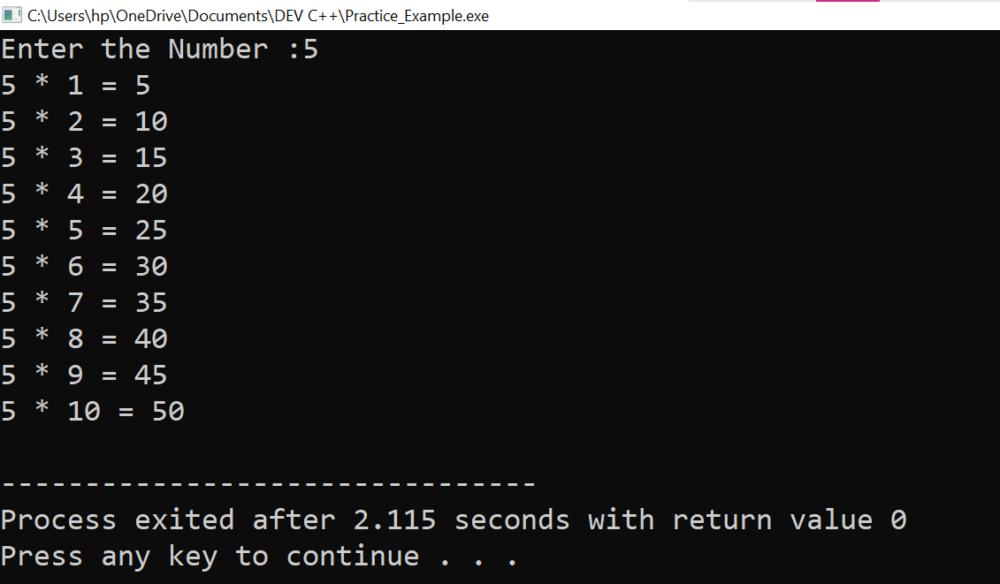 C:\Users\hp\OneDrive\Documents\DEV C++\Practice_Example.exe
Enter the Number :5
5 * 1 = 5
5 * 2 = 10
5 * 3 = 15
5 * 4 = 20
5 * 5 = 25
5 * 6 = 30
5 * 7 = 35
5 * 8 = 40
5 * 9 = 45
5 * 10 = 50
--------------------------------
Process exited after 2.115 seconds with return value 0
Press any key to continue . . .